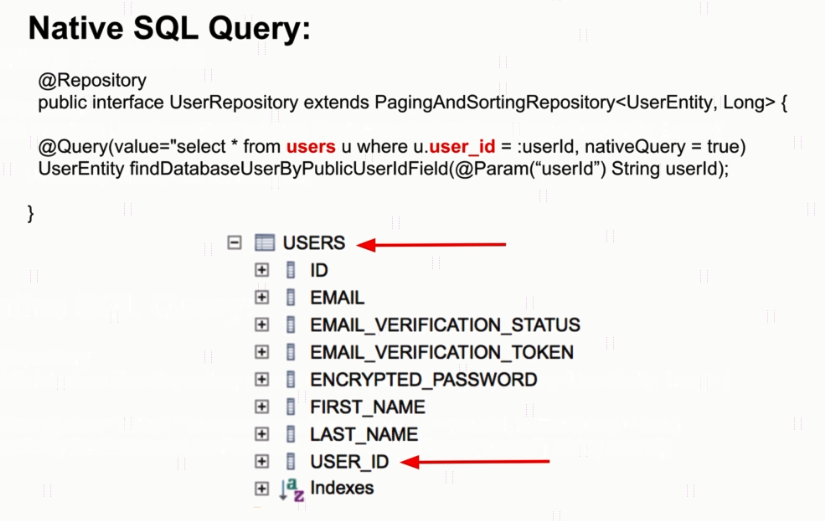 Native SQL Query:
@Repository
public interface UserRepository extends PagingAndSortingRepository<UserEntity, Long> {
@Query(value="select * from users u where u.user_id = :userId, nativeQuery = true)
UserEntity findDatabaseUserByPublicUserIdField(@Param(“userId”) String userId);
}
USERS
ID
EMAIL
EMAIL_VERIFICATION_STATUS
EMAIL_VERIFICATION_TOKEN
ENCRYPTED_PASSWORD
FIRST_NAME
LAST_NAME
USER_ID
Indexes